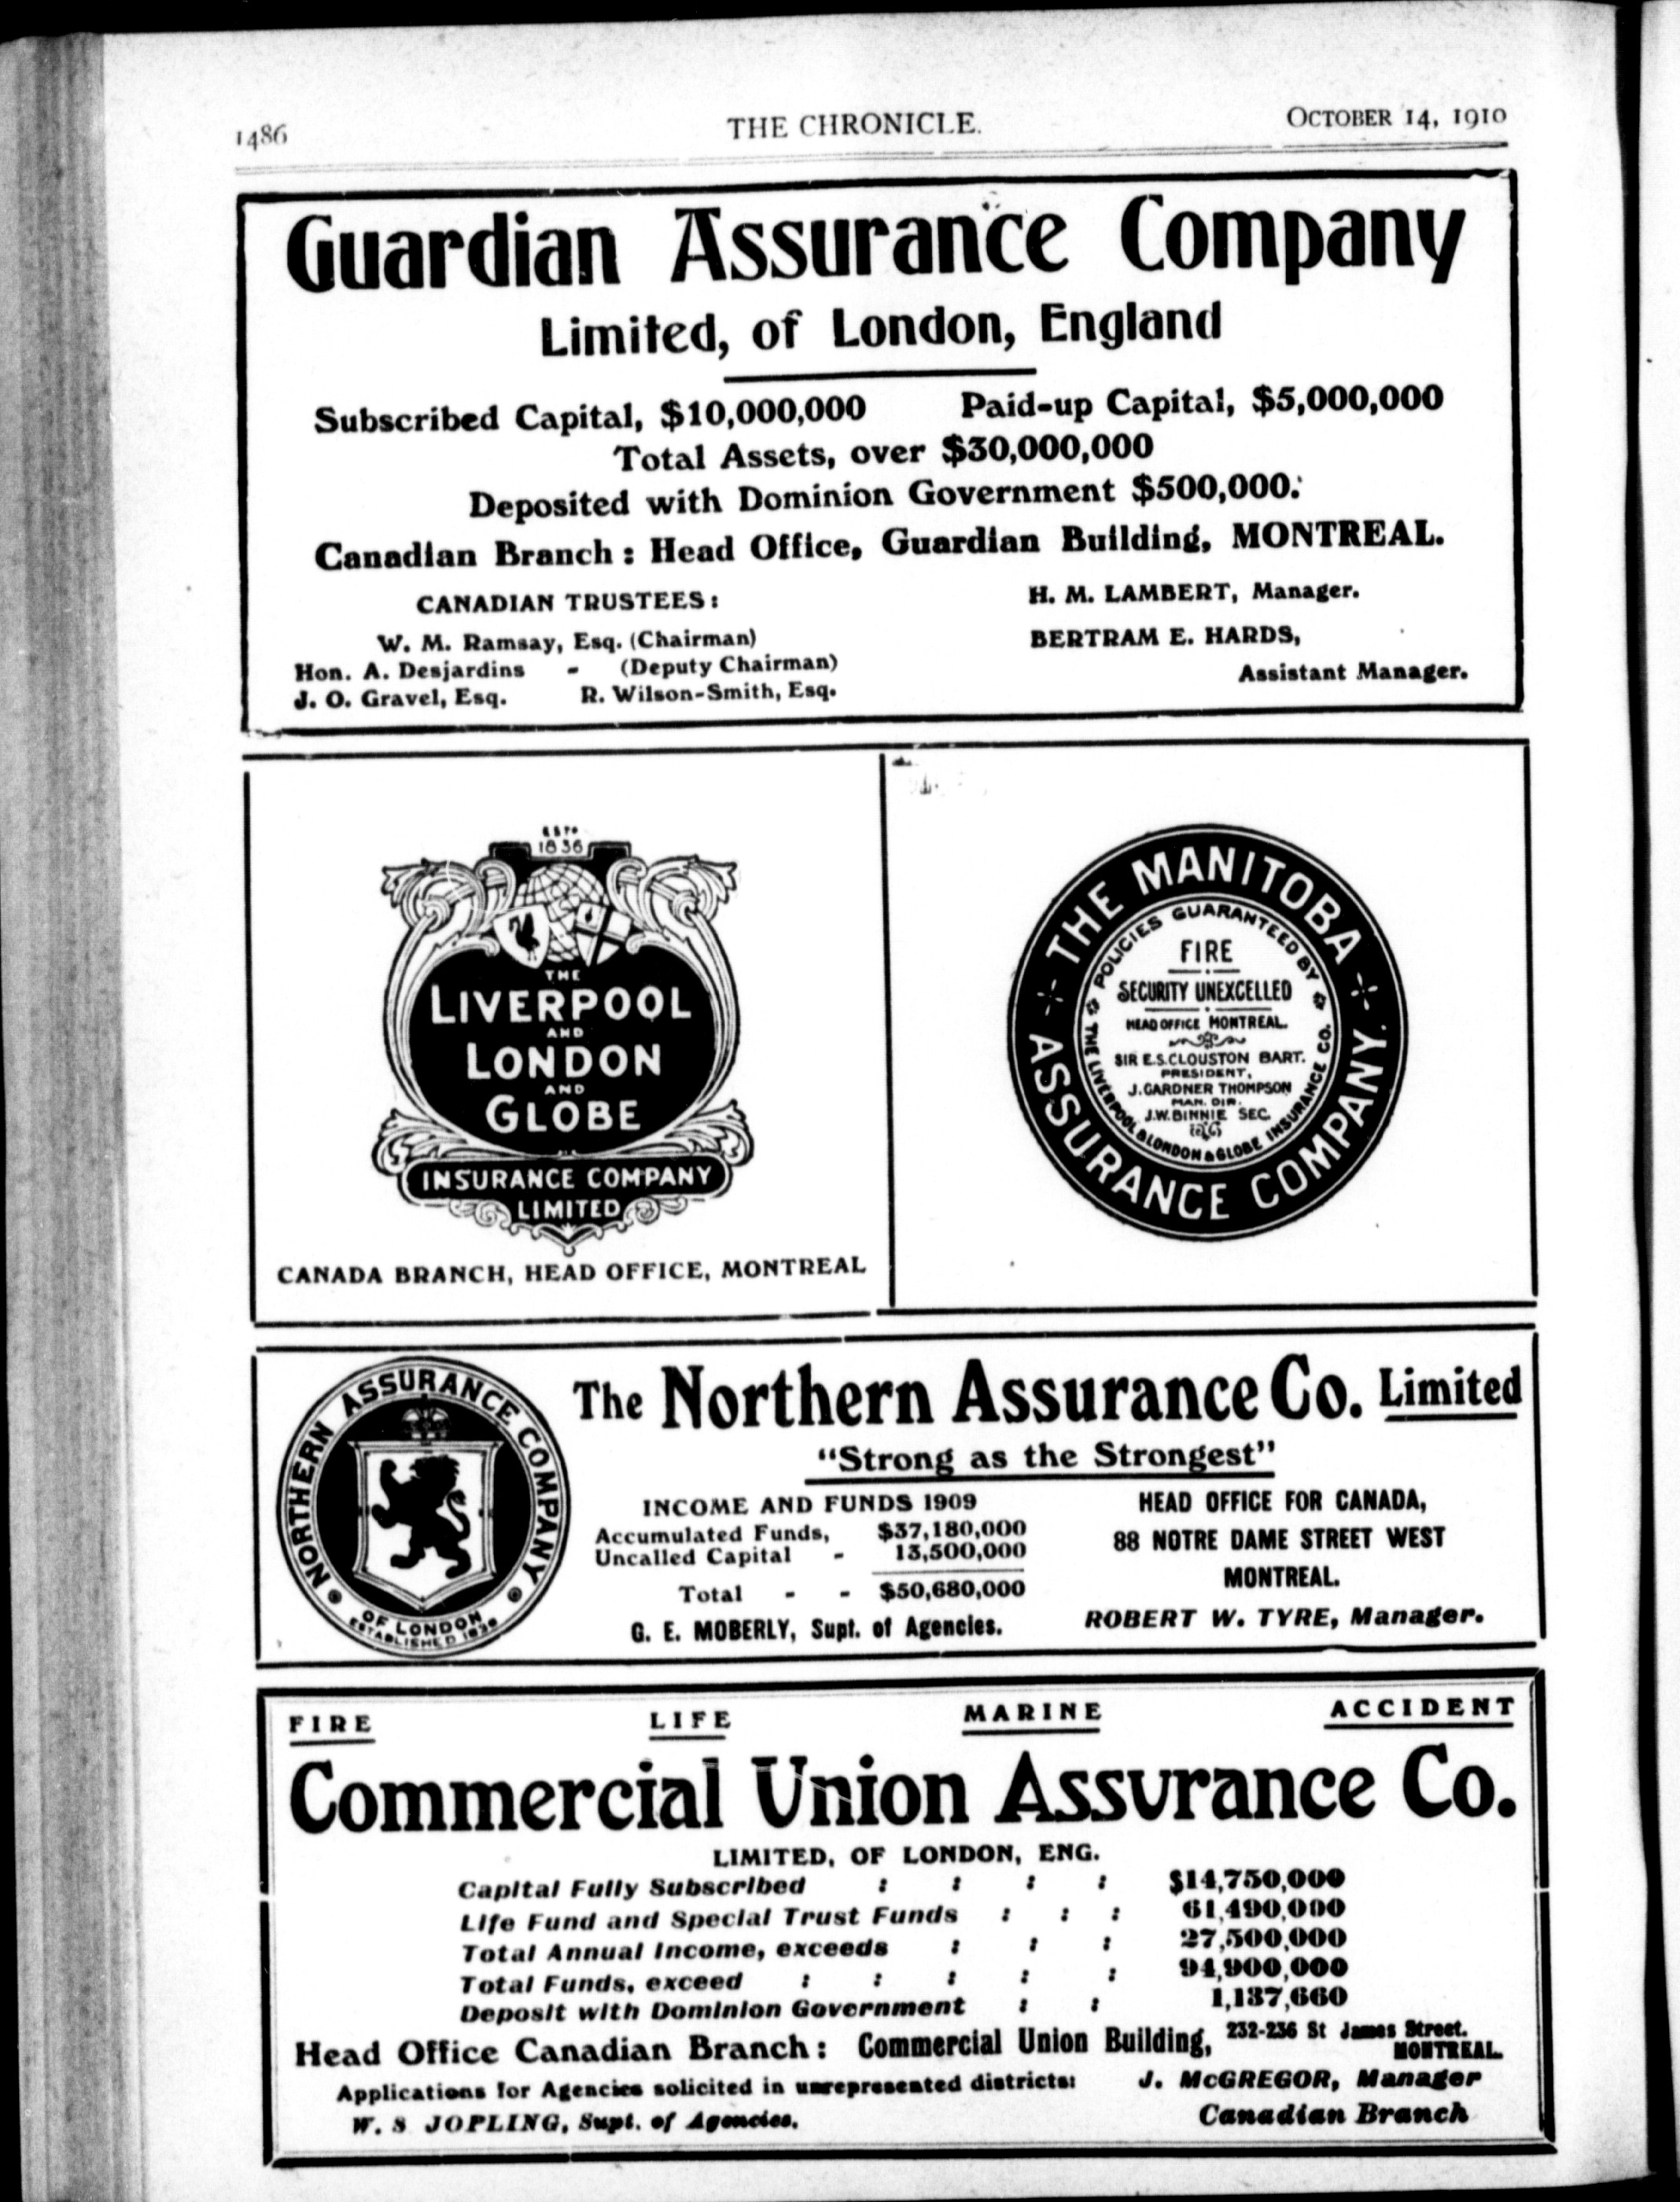 1486
THE CHRONICLE.
OCTOBER 14, 1910
Guardian Assurance Company
Limited, of London, England
Subscribed Capital, $10,000,000 Paid-up Capital, $5,000,000
Total Assets, over $30,000,000
Deposited with Dominion Government $500,000.
Canadian Branch : Head Office, Guardian Building, MONTREAL.
CANADIAN TRUSTEES :
W. M. Ramsay, Esq. (Chairman)
Hon. A. Desjardins - (Deputy Chairman)
J. O. Gravel, Esq. R. Wilson-Smith, Esq.
H. M. LAMBERT, Manager.
BERTRAM E. HARDS,
Assistant Manager.
ESTD
1836
THE
LIVERPOOL
AND
LONDON
AND
GLOBE
INSURANCE COMPANY
LIMITED
CANADA BRANCH, HEAD OFFICE, MONTREAL
THE MANITOBA
ASSURANCE COMPANY.
POLICIES GUARANTEED BY
THE LIVERPOOL & LONDON & GLOBE INSURANCE CO.
FIRE
SECURITY UNEXCELLED
HEAD OFFICE MONTREAL.
SIR E.S.CLOUSTON BART.
PRESIDENT,
J.GARDNER THOMPSON
MAN. DIR.
J.W.BINNIE SEC.
NORTHERN ASSURANCE COMPANY
OF LONDON
ESTABLISHED 1836
The Northern Assurance Co. Limited
"Strong as the Strongest"
INCOME AND FUNDS 1909
Accumulated Funds, $37,180,000
Uncalled Capital - 13,500,000
Total - - $50,680,000
G. E. MOBERLY, Supt. of Agencies.
HEAD OFFICE FOR CANADA,
88 NOTRE DAME STREET WEST
MONTREAL.
ROBERT W. TYRE, Manager.
FIRE LIFE MARINE ACCIDENT
Commercial Union Assurance Co.
LIMITED, OF LONDON, ENG.
Capital Fully Subscribed : : : : $14,750,000
Life Fund and Special Trust Funds : : : 61,490,000
Total Annual Income, exceeds : : : 27,500,000
Total Funds, exceed : : : : : 94,900,000
Deposit with Dominion Government : : 1,137,660
Head Office Canadian Branch : Commercial Union Building, 232-236 St James Street.
MONTREAL.
Applications for Agencies solicited in unrepresented districts:
W. S JOPLING, Supt. of Agencies.
J. McGREGOR, Manager
Canadian Branch